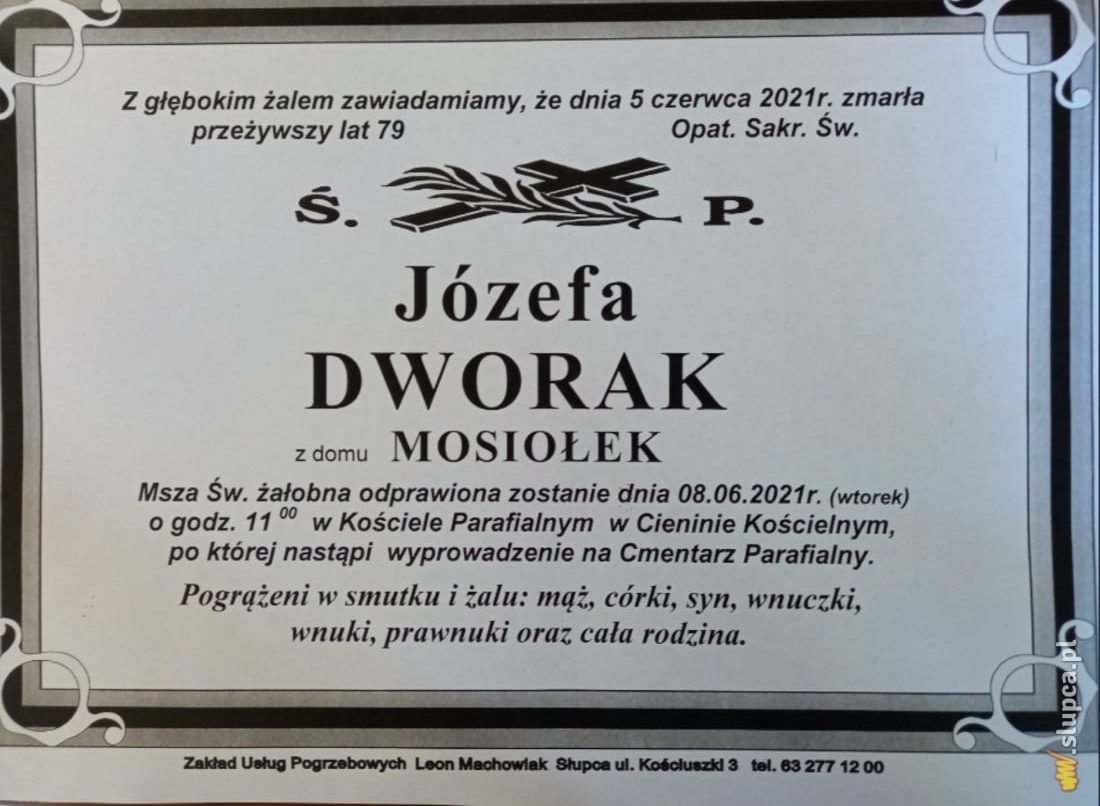 Z głębokim żalem zawiadamiamy, że dnia 5 czerwca 2021r. zmarła
przeżywszy lat 79 Opat. Sakr. Św.
Ś. P.
Józefa
DWORAK
z domu MOSIOŁEK
Msza Św. żałobna odprawiona zostanie dnia 08.06.2021r. (wtorek)
o godz. 11 00 w Kościele Parafialnym w Cieninie Kościelnym,
po której nastąpi wyprowadzenie na Cmentarz Parafialny.
Pogrążeni w smutku i żalu: mąż, córki, syn, wnuczki,
wnuki, prawnuki oraz cała rodzina.
Zakład Usług Pogrzebowych Leon Machowiak Słupca ul. Kościuszki 3 tel. 63 277 12 00
www.slupca.pl